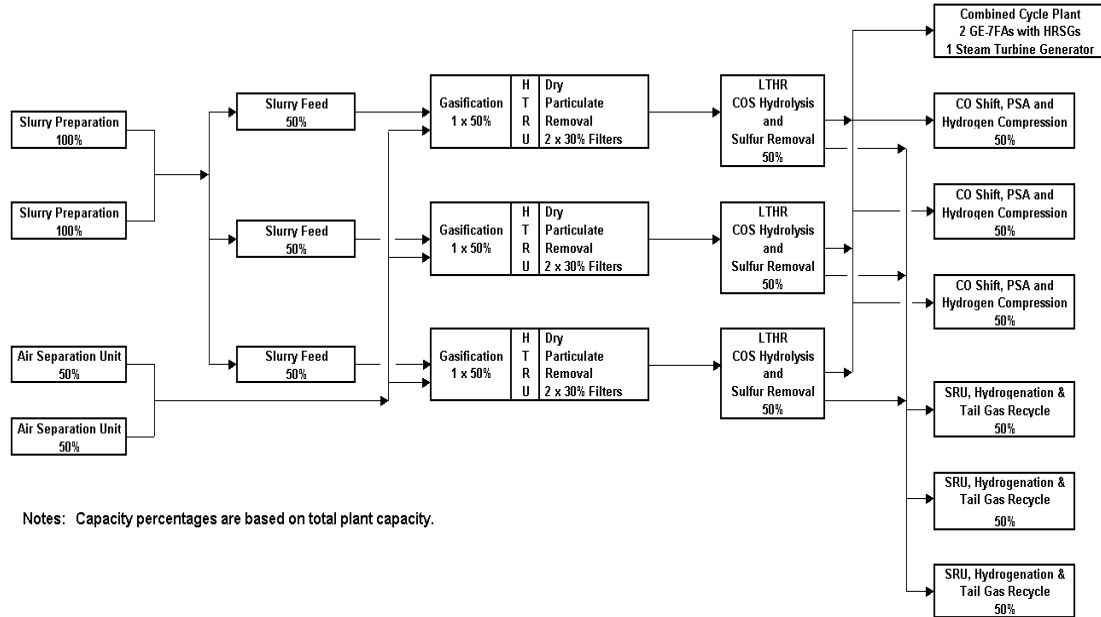 Slurry Preparation
100%
Slurry Preparation
100%
Air Separation Unit
50%
Air Separation Unit
50%
Slurry Feed
50%
Slurry Feed
50%
Slurry Feed
50%
Gasification
1 x 50%
H
T
R
U
Dry
Particulate
Removal
2 x 30% Filters
Gasification
1 x 50%
H
T
R
U
Dry
Particulate
Removal
2 x 30% Filters
Gasification
1 x 50%
H
T
R
U
Dry
Particulate
Removal
2 x 30% Filters
LTHR
COS Hydrolysis
and
Sulfur Removal
50%
LTHR
COS Hydrolysis
and
Sulfur Removal
50%
LTHR
COS Hydrolysis
and
Sulfur Removal
50%
Combined Cycle Plant
2 GE-7FAs with HRSGs
1 Steam Turbine Generator
CO Shift, PSA and
Hydrogen Compression
50%
CO Shift, PSA and
Hydrogen Compression
50%
CO Shift, PSA and
Hydrogen Compression
50%
SRU, Hydrogenation &
Tail Gas Recycle
50%
SRU, Hydrogenation &
Tail Gas Recycle
50%
SRU, Hydrogenation &
Tail Gas Recycle
50%
Notes: Capacity percentages are based on total plant capacity.